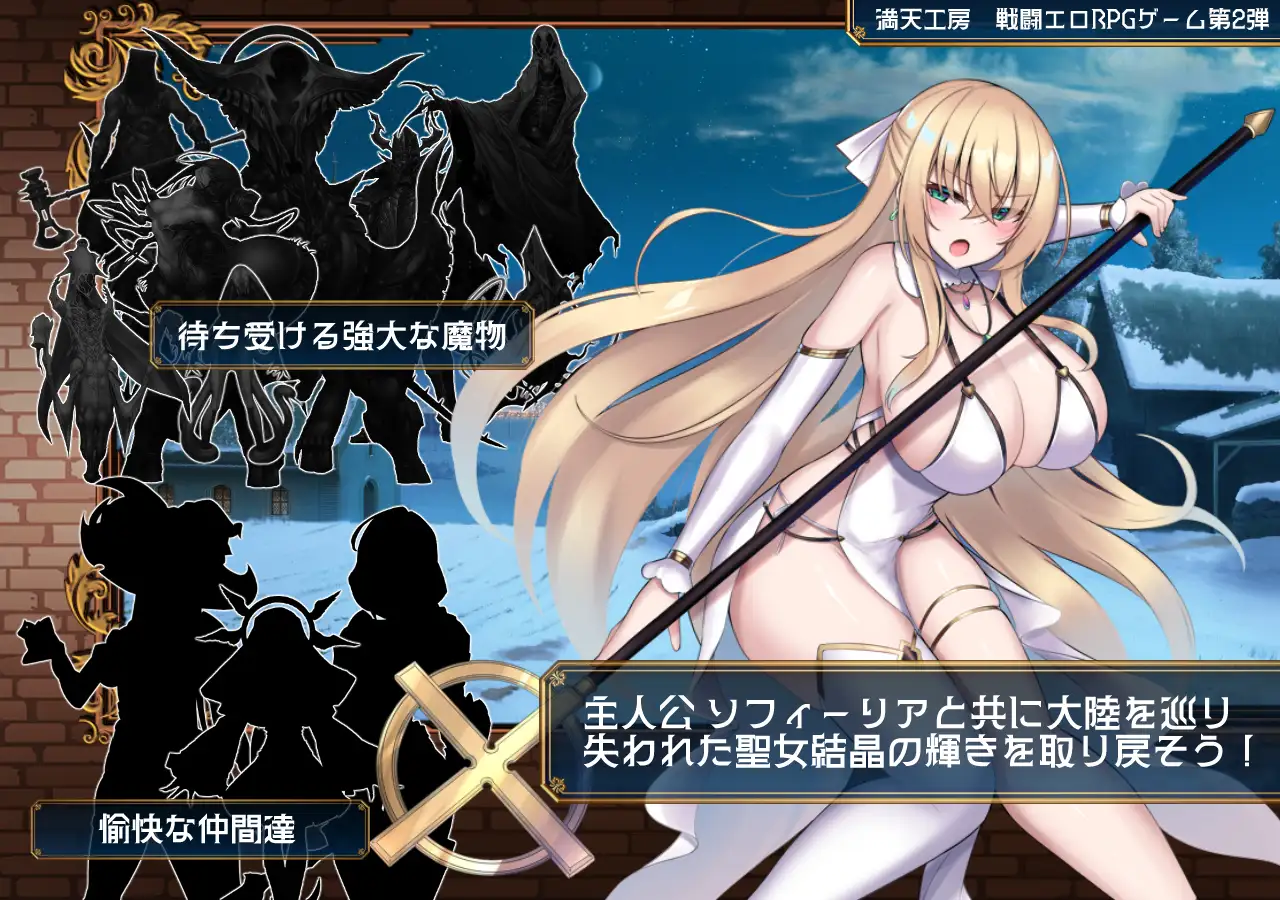 満天工房　戦闘エロRPGゲーム第2弾
待ち受ける強大な魔物
主人公 ソフィーリアと共に大陸を巡り
失われた聖女結晶の輝きを取り戻そう！
愉快な仲間達